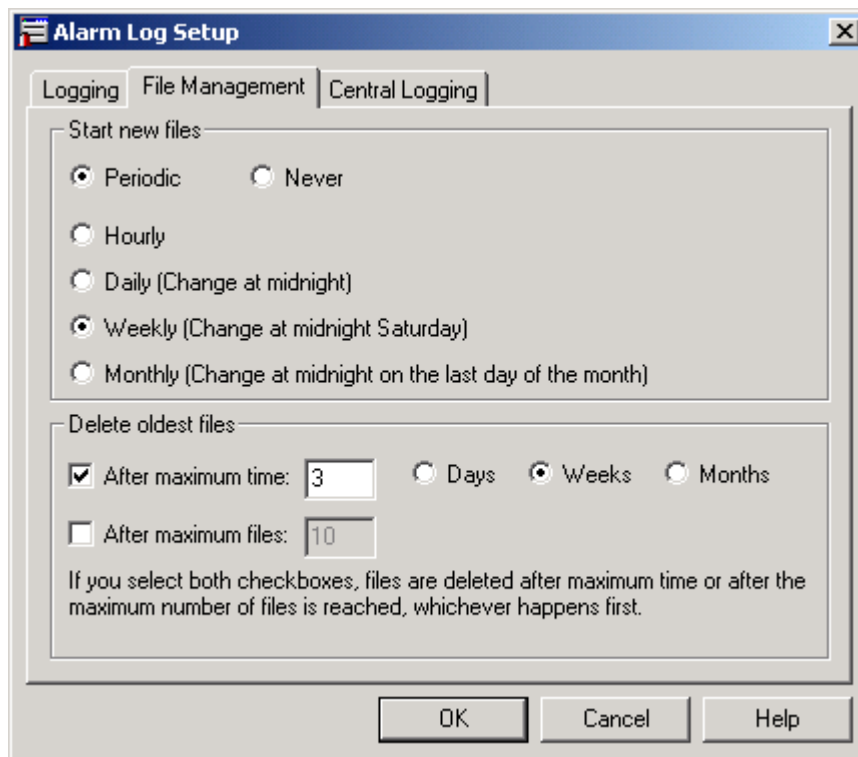 Alarm Log Setup
Logging File Management Central Logging
Start new files
Periodic Never
Hourly
Daily (Change at midnight)
Weekly (Change at midnight Saturday)
Monthly (Change at midnight on the last day of the month)
Delete oldest files
After maximum time: 3 Days Weeks Months
After maximum files: 10
If you select both checkboxes, files are deleted after maximum time or after the
maximum number of files is reached, whichever happens first.
OK Cancel Help